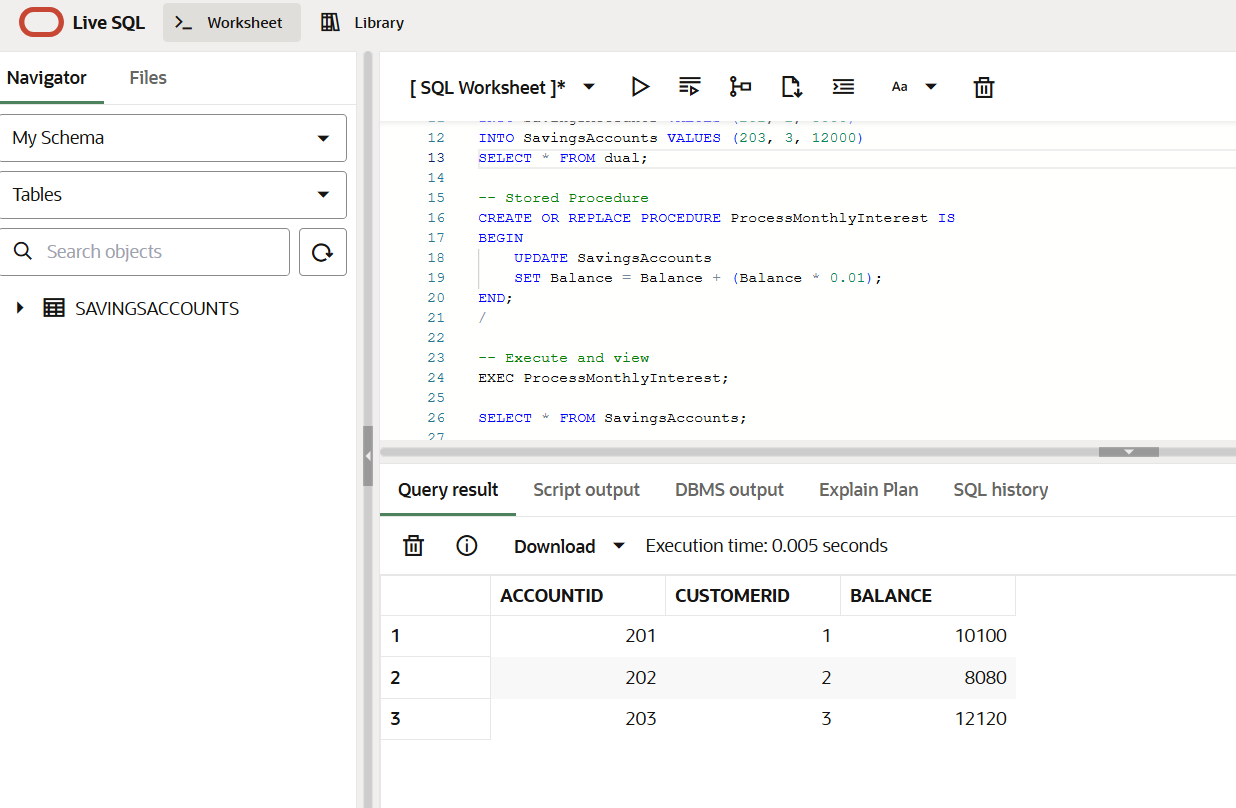 Live SQL
Worksheet
Library
Navigator
Files
My Schema
Tables
Search objects
SAVINGSACCOUNTS
[ SQL Worksheet ]*
Aa
12 INTO SavingsAccounts VALUES (203, 3, 12000)
13 SELECT * FROM dual;
14
15 -- Stored Procedure
16 CREATE OR REPLACE PROCEDURE ProcessMonthlyInterest IS
17 BEGIN
18 UPDATE SavingsAccounts
19 SET Balance = Balance + (Balance * 0.01);
20 END;
21 /
22
23 -- Execute and view
24 EXEC ProcessMonthlyInterest;
25
26 SELECT * FROM SavingsAccounts;
27
Query result Script output DBMS output Explain Plan SQL history
Download Execution time: 0.005 seconds
ACCOUNTID CUSTOMERID BALANCE
1 201 1 10100
2 202 2 8080
3 203 3 12120